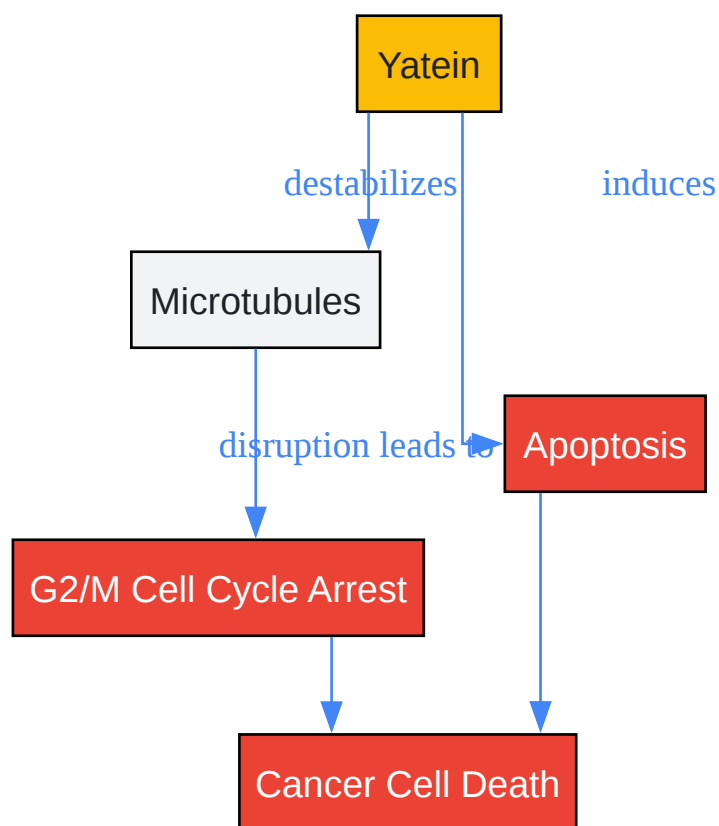 Yatein
destabilizes
induces
Microtubules
disruption leads to
Apoptosis
G2/M Cell Cycle Arrest
Cancer Cell Death